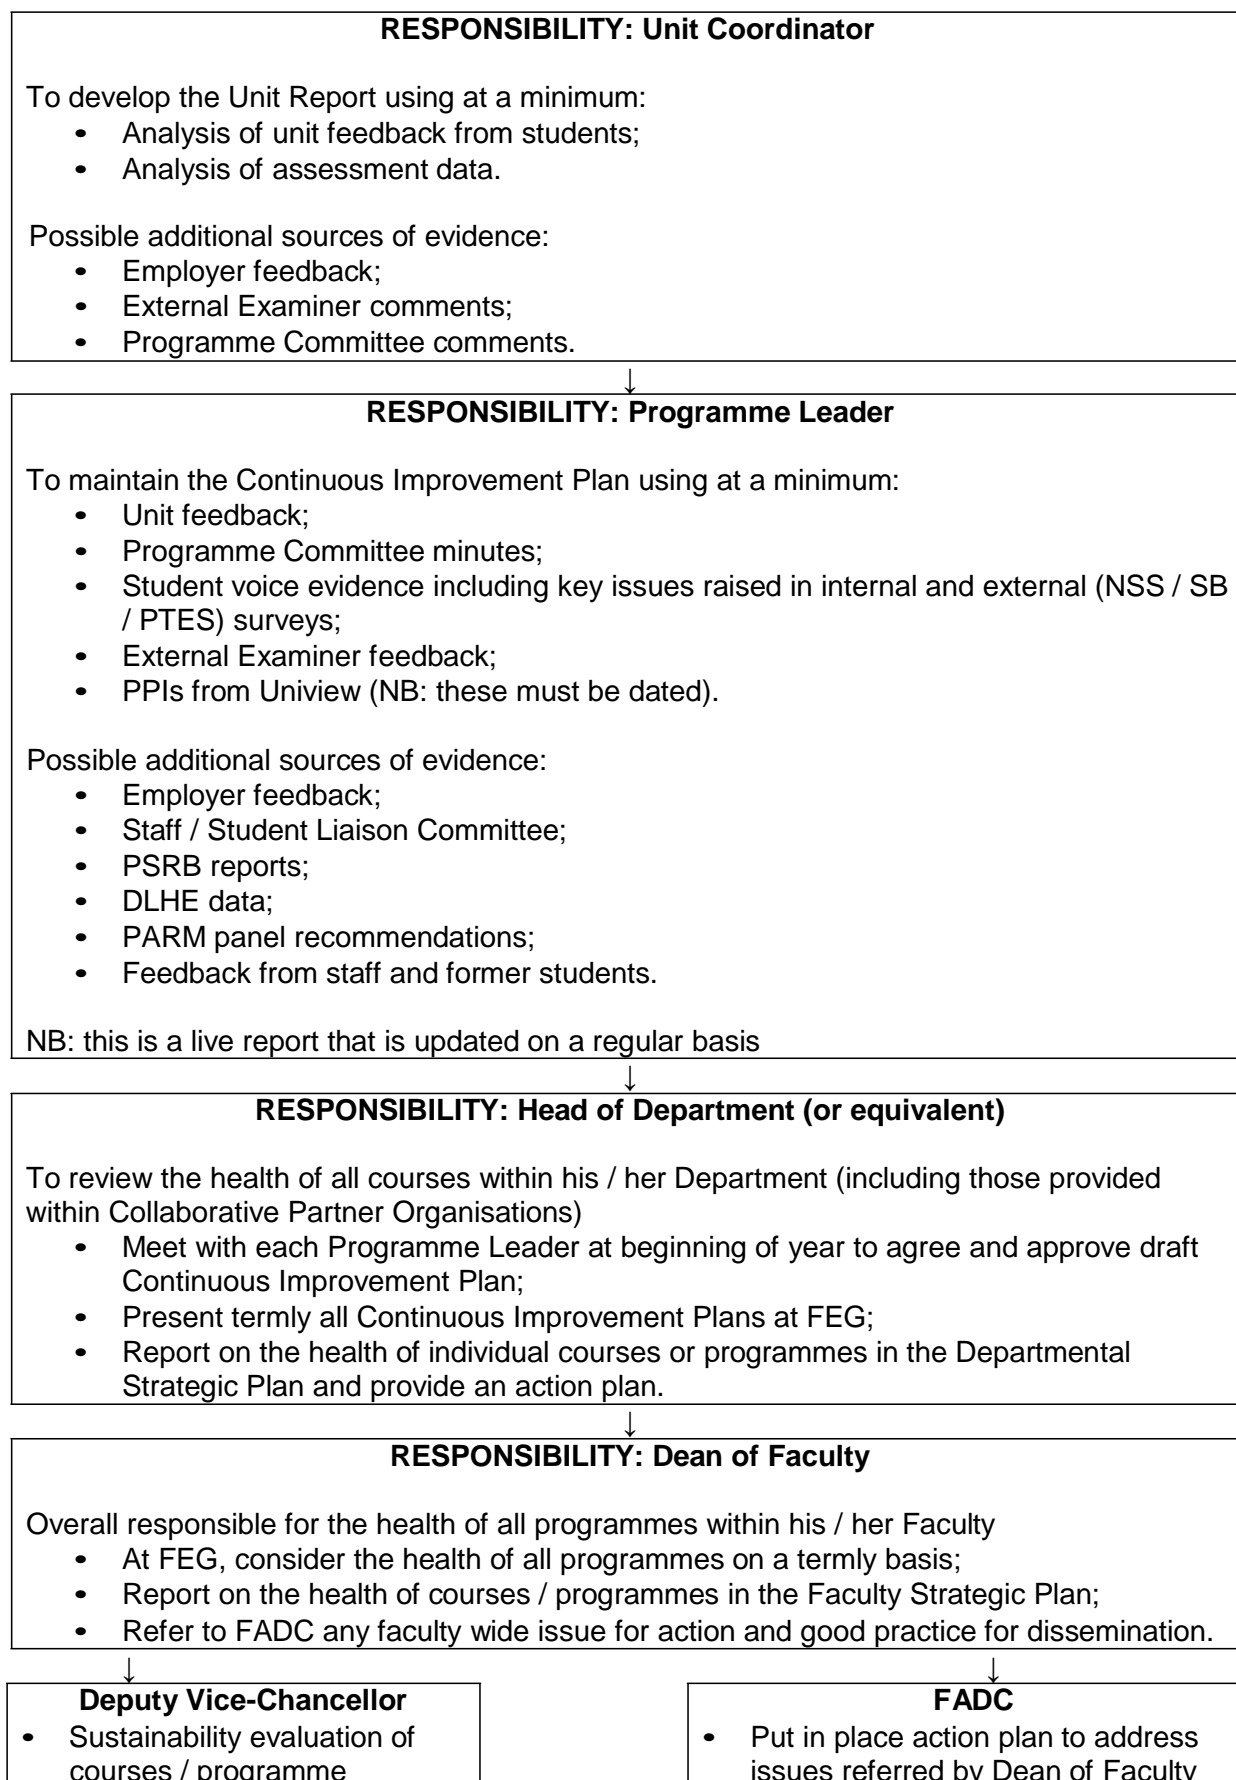 RESPONSIBILITY: Unit Coordinator
To develop the Unit Report using at a minimum:
• Analysis of unit feedback from students;
• Analysis of assessment data.
Possible additional sources of evidence:
• Employer feedback;
• External Examiner comments;
• Programme Committee comments.
↓
RESPONSIBILITY: Programme Leader
To maintain the Continuous Improvement Plan using at a minimum:
• Unit feedback;
• Programme Committee minutes;
• Student voice evidence including key issues raised in internal and external (NSS / SB
/ PTES) surveys;
• External Examiner feedback;
• PPIs from Uniview (NB: these must be dated).
Possible additional sources of evidence:
• Employer feedback;
• Staff / Student Liaison Committee;
• PSRB reports;
• DLHE data;
• PARM panel recommendations;
• Feedback from staff and former students.
NB: this is a live report that is updated on a regular basis
↓
RESPONSIBILITY: Head of Department (or equivalent)
To review the health of all courses within his / her Department (including those provided
within Collaborative Partner Organisations)
• Meet with each Programme Leader at beginning of year to agree and approve draft
Continuous Improvement Plan;
• Present termly all Continuous Improvement Plans at FEG;
• Report on the health of individual courses or programmes in the Departmental
Strategic Plan and provide an action plan.
↓
RESPONSIBILITY: Dean of Faculty
Overall responsible for the health of all programmes within his / her Faculty
• At FEG, consider the health of all programmes on a termly basis;
• Report on the health of courses / programmes in the Faculty Strategic Plan;
• Refer to FADC any faculty wide issue for action and good practice for dissemination.
↓ ↓
Deputy Vice-Chancellor
• Sustainability evaluation of
courses / programme
FADC
• Put in place action plan to address
issues referred by Dean of Faculty